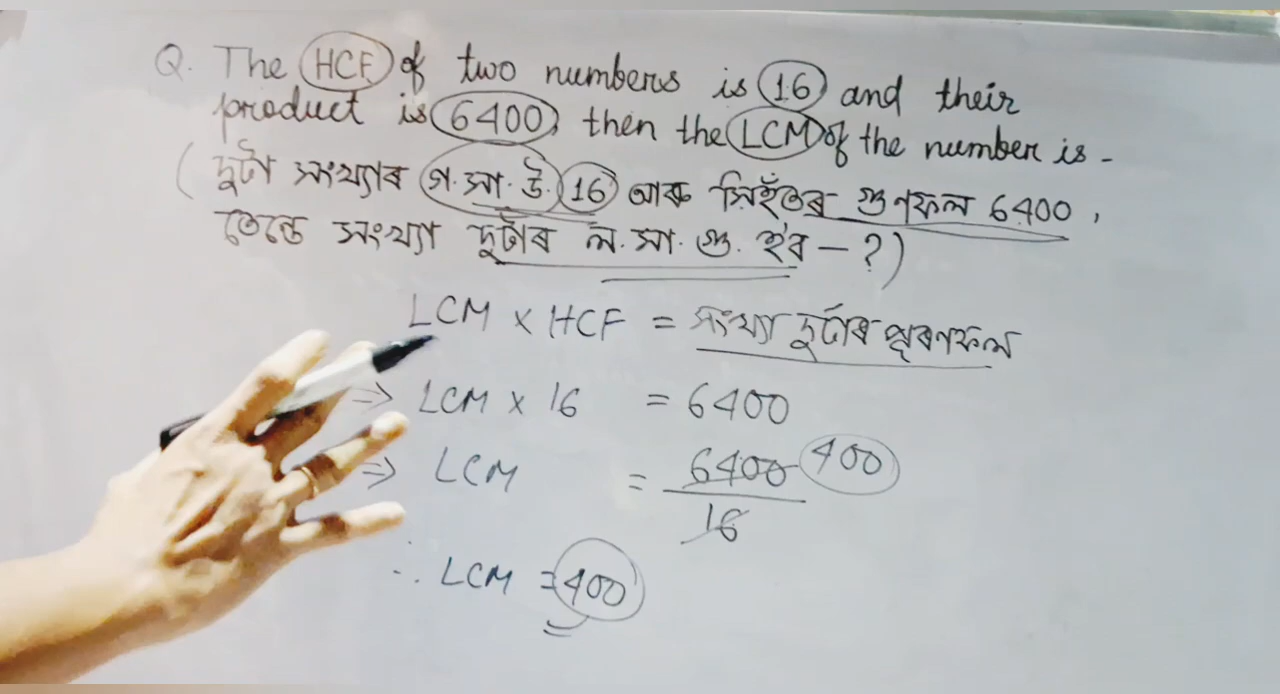 Q. The HCF of two numbers is 16 and their
product is 6400, then the LCM of the number is -
(দুটা সংখ্যাৰ গ.সা.উ. 16 আৰু সিহঁতৰ গুণফল 6400,
তেন্তে সংখ্যা দুটাৰ ল.সা.গু. হ'ব — ?)
LCM x HCF = সংখ্যা দুটাৰ পূৰণফল
⇒ LCM x 16 = 6400
⇒ LCM = 6400 400
16
∴ LCM = 400